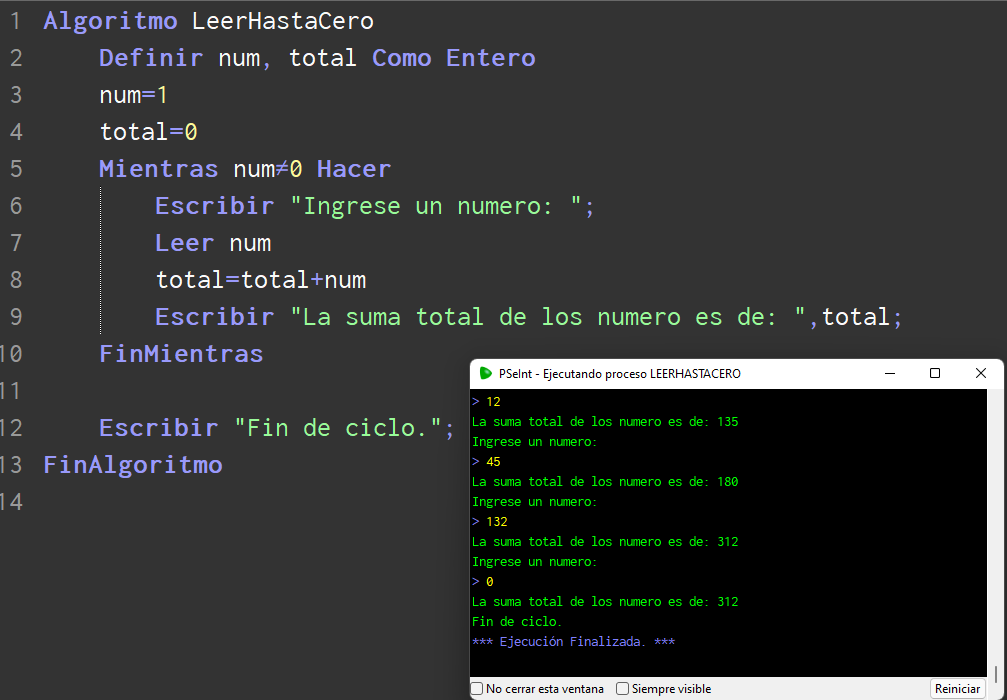 1 Algoritmo LeerHastaCero
2 Definir num, total Como Entero
3 num=1
4 total=0
5 Mientras num≠0 Hacer
6 Escribir "Ingrese un numero: ";
7 Leer num
8 total=total+num
9 Escribir "La suma total de los numero es de: ",total;
10 FinMientras
11
12 Escribir "Fin de ciclo.";
13 FinAlgoritmo
14
PSeInt - Ejecutando proceso LEERHASTACERO
> 12
La suma total de los numero es de: 135
Ingrese un numero:
> 45
La suma total de los numero es de: 180
Ingrese un numero:
> 132
La suma total de los numero es de: 312
Ingrese un numero:
> 0
La suma total de los numero es de: 312
Fin de ciclo.
*** Ejecución Finalizada. ***
No cerrar esta ventana Siempre visible Reiniciar